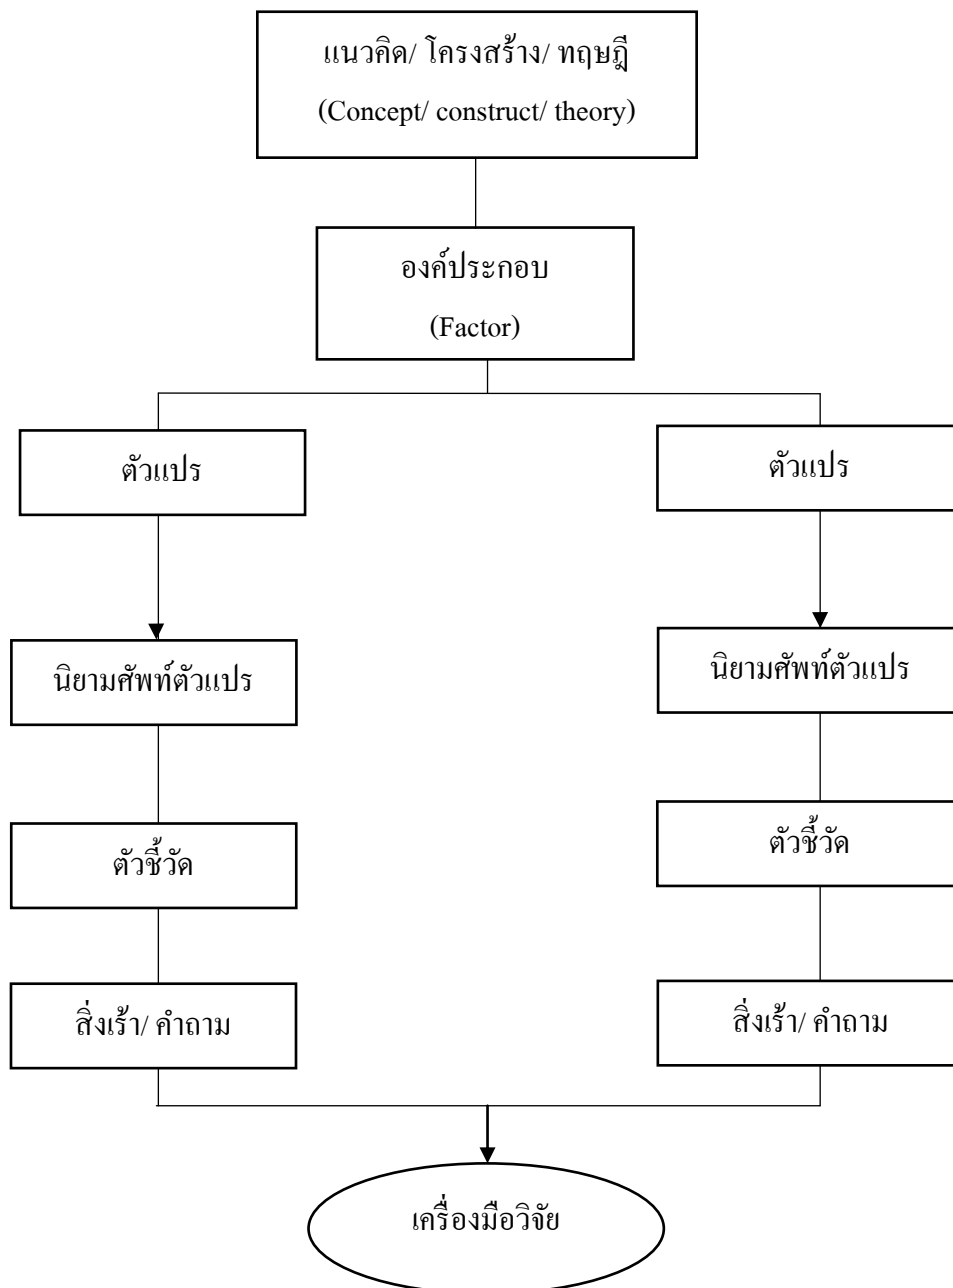 แนวคิด/ โครงสร้าง/ ทฤษฎี
(Concept/ construct/ theory)
องค์ประกอบ
(Factor)
ตัวแปร
ตัวแปร
นิยามศัพท์ตัวแปร
นิยามศัพท์ตัวแปร
ตัวชี้วัด
ตัวชี้วัด
สิ่งเร้า/ คำถาม
สิ่งเร้า/ คำถาม
เครื่องมือวิจัย